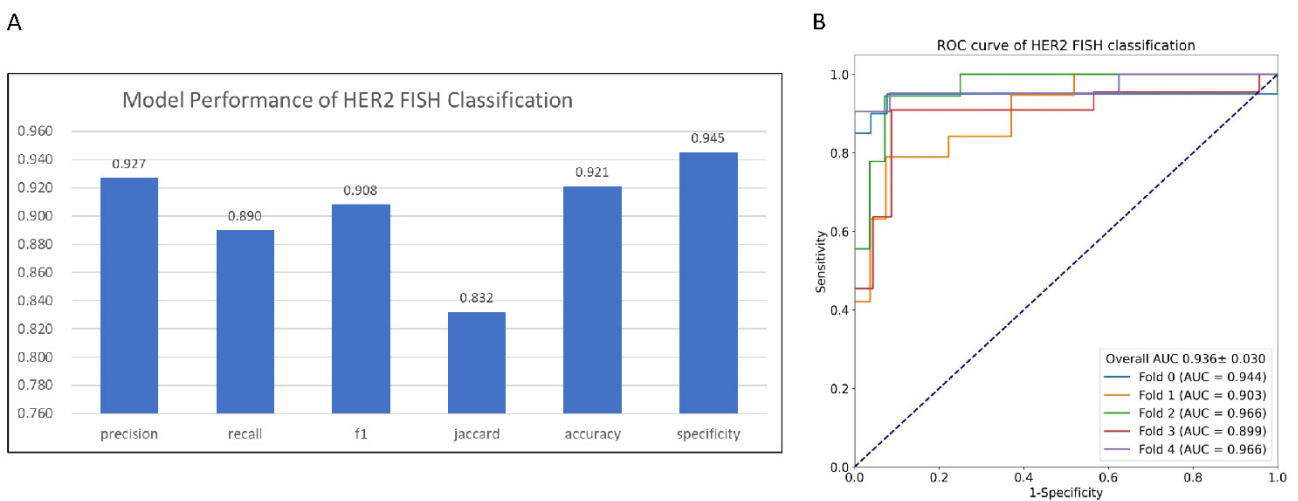 A
Model Performance of HER2 FISH Classification
0.960
0.940
0.920
0.900
0.880
0.860
0.840
0.820
0.800
0.780
0.760
0.927
0.890
0.908
0.832
0.921
0.945
precision recall f1 jaccard accuracy specificity
B
ROC curve of HER2 FISH classification
Sensitivity
1.0
0.8
0.6
0.4
0.2
0.0
Overall AUC 0.936± 0.030
Fold 0 (AUC = 0.944)
Fold 1 (AUC = 0.903)
Fold 2 (AUC = 0.966)
Fold 3 (AUC = 0.899)
Fold 4 (AUC = 0.966)
0.0 0.2 0.4 0.6 0.8 1.0
1-Specificity